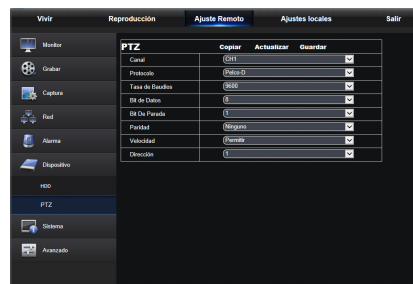 Vivir Reproducción Ajuste Remoto Ajustes locales Salir
Monitor
Grabar
Captura
Red
Alarma
Dispositivo
HDD
PTZ
Sistema
Avanzado
PTZ Copiar Actualizar Guardar
Canal CH1
Protocolo Pelco-D
Tasa de Baudios 9600
Bit de Datos 8
Bit De Parada 1
Paridad Ninguno
Velocidad Permitir
Dirección 1